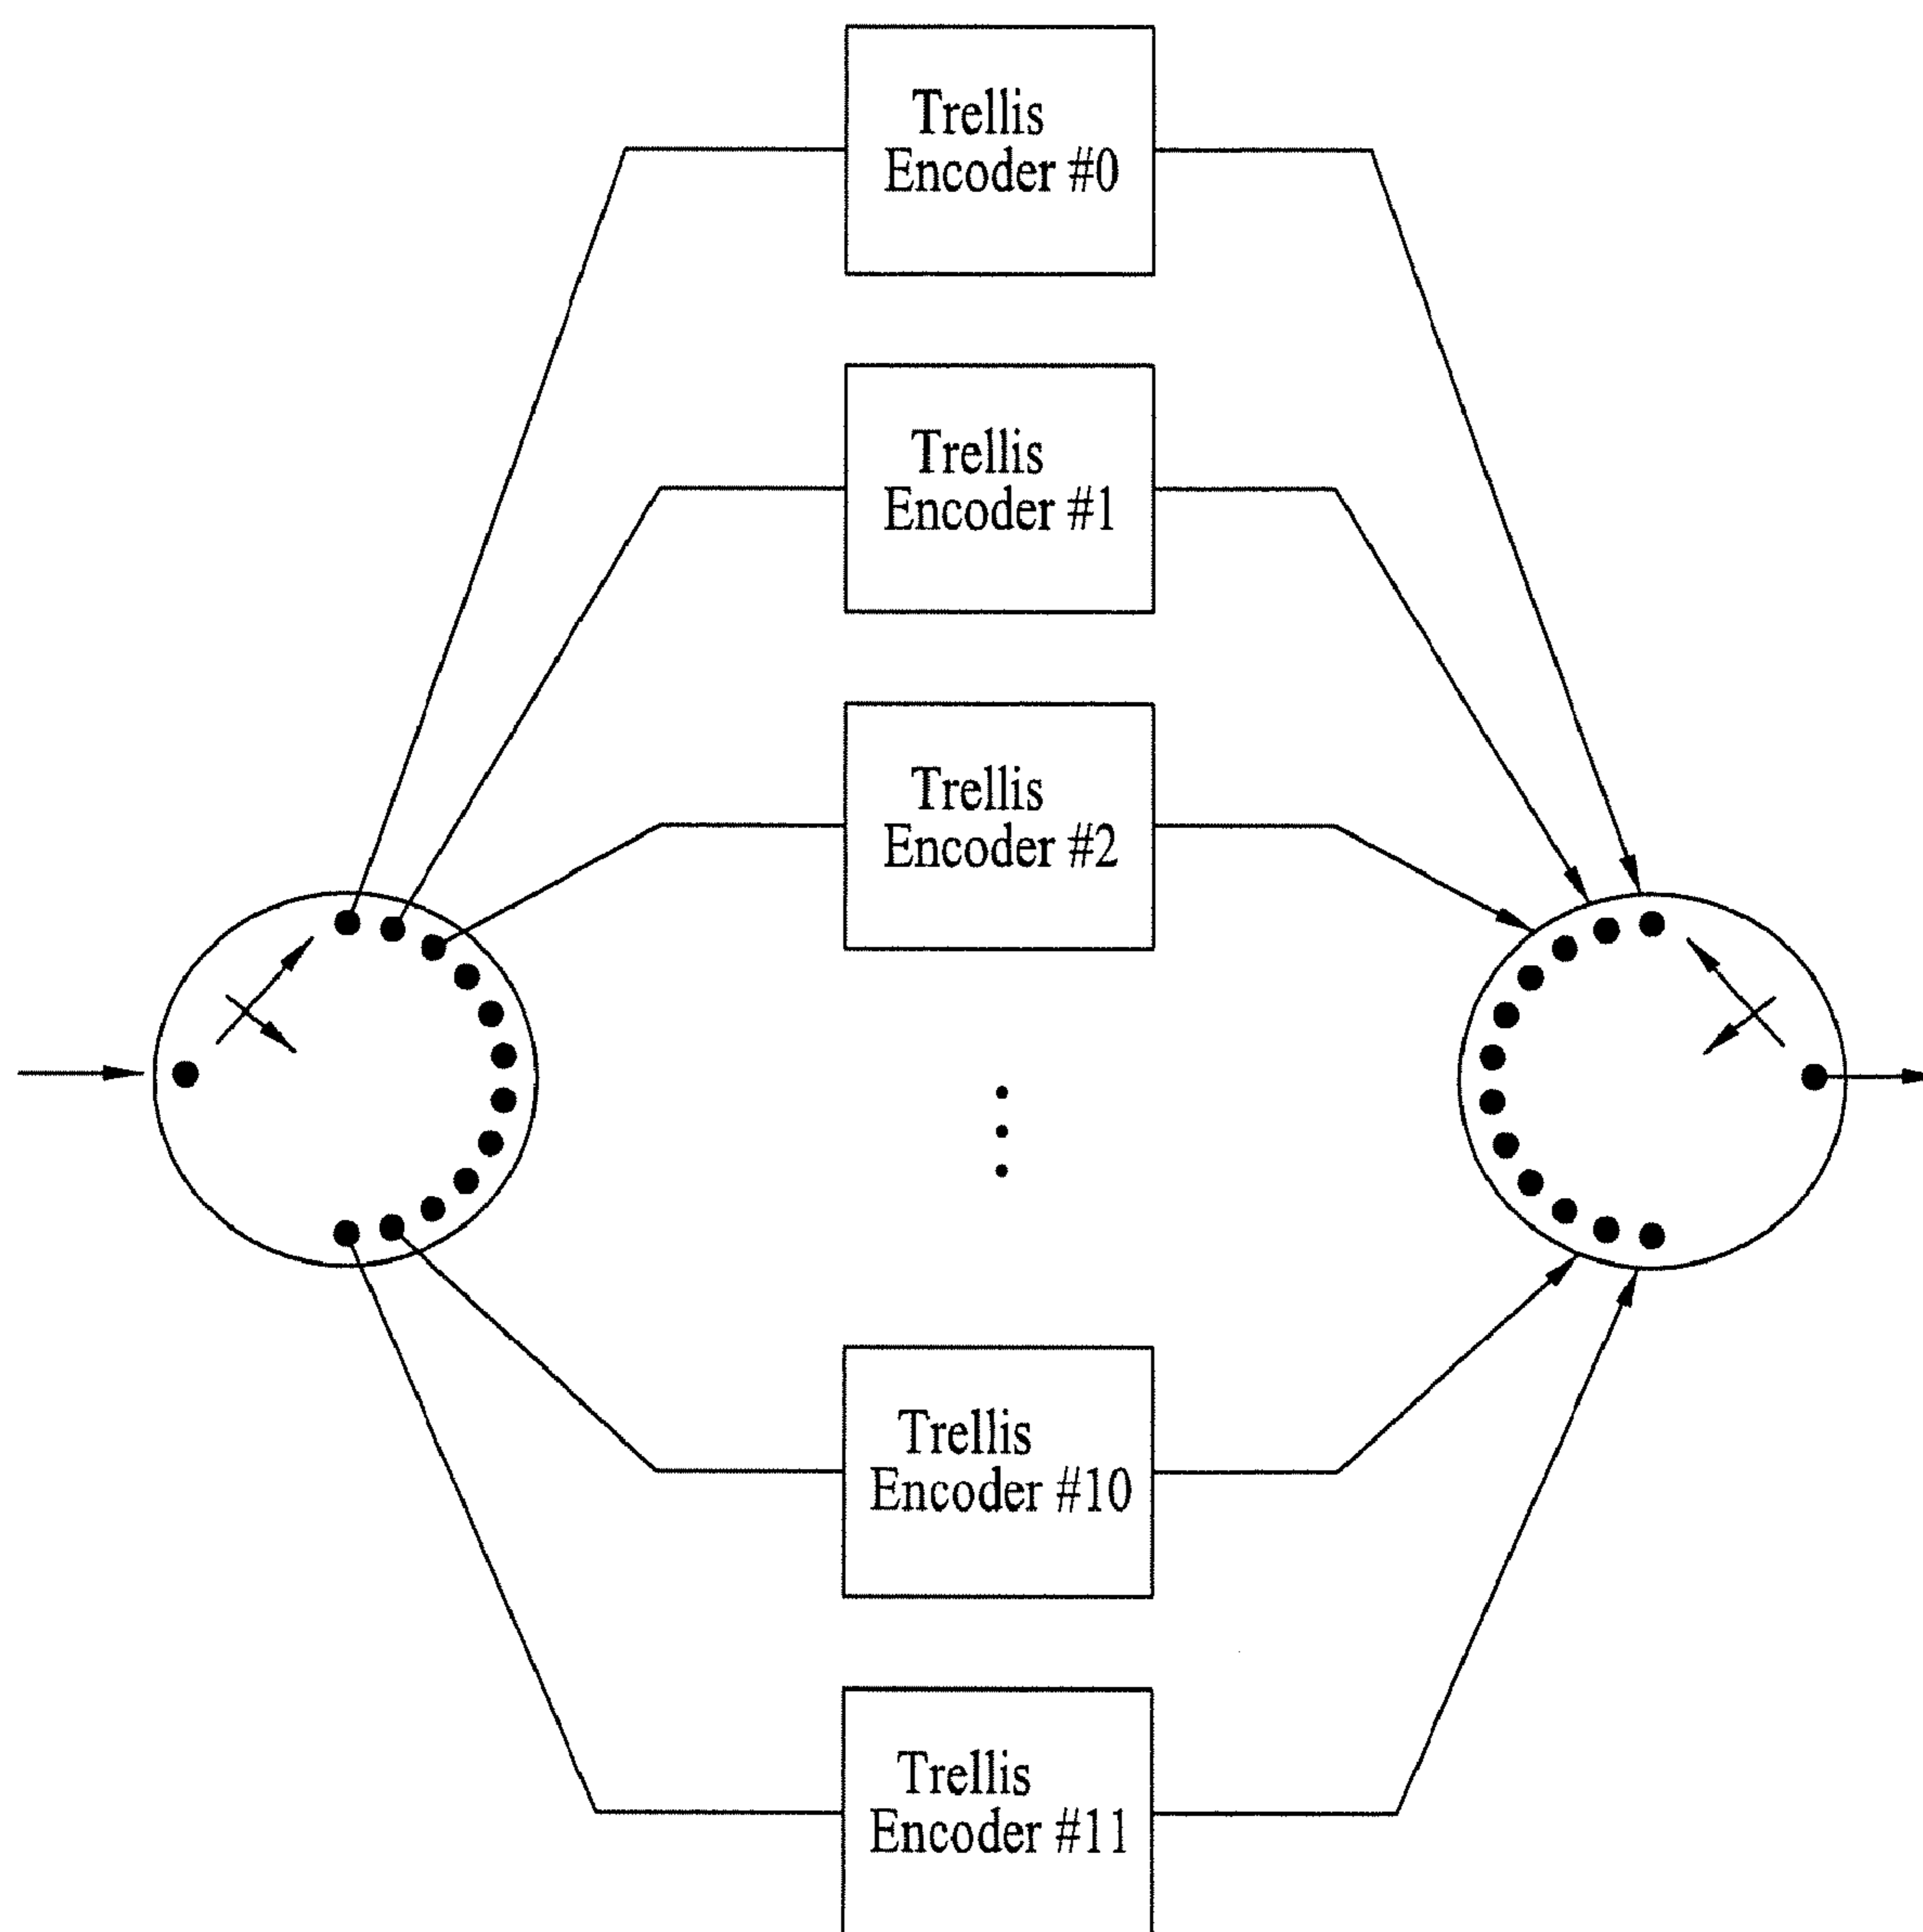 Trellis
Encoder #0
Trellis
Encoder #1
Trellis
Encoder #2
Trellis
Encoder #10
Trellis
Encoder #11